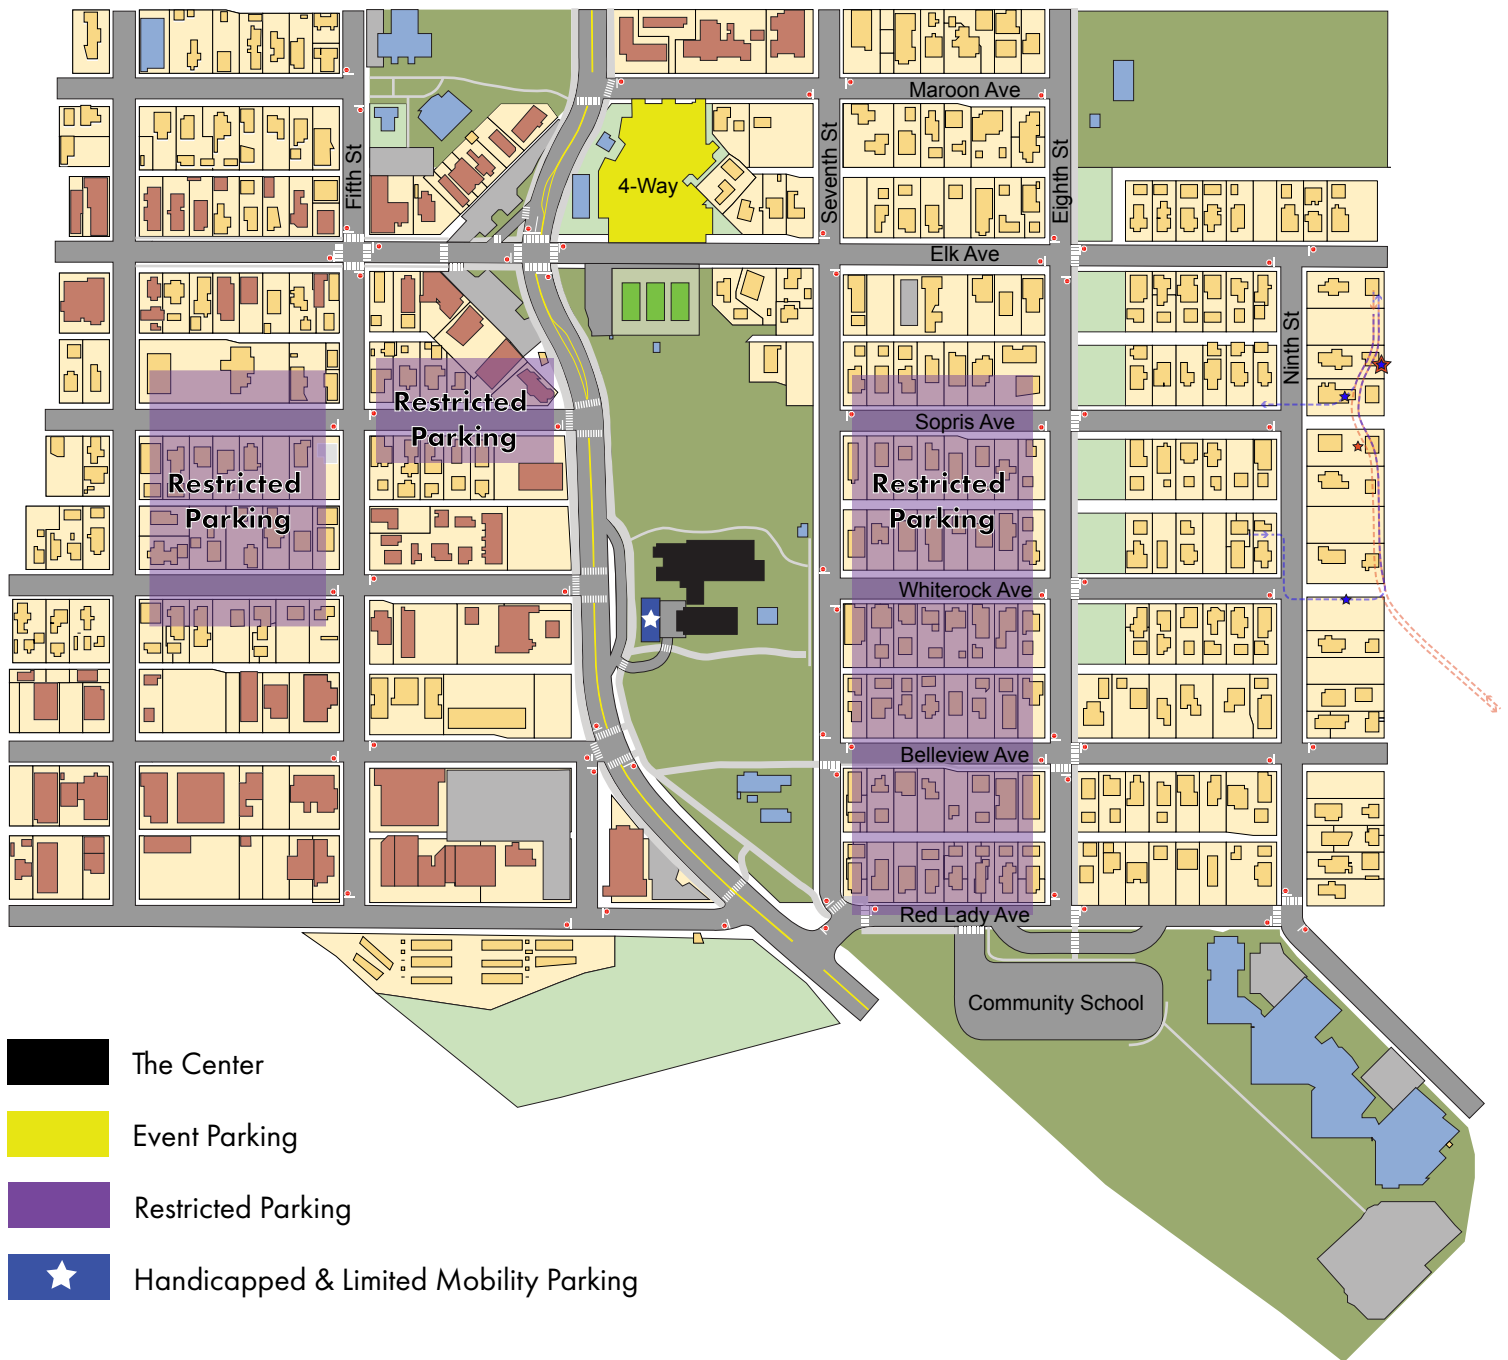 Maroon Ave
Fifth St
4-Way
Seventh St
Eighth St
Elk Ave
Ninth St
Restricted
Parking
Sopris Ave
Restricted
Parking
Restricted
Parking
Whiterock Ave
Belleview Ave
Red Lady Ave
Community School
The Center
Event Parking
Restricted Parking
Handicapped & Limited Mobility Parking